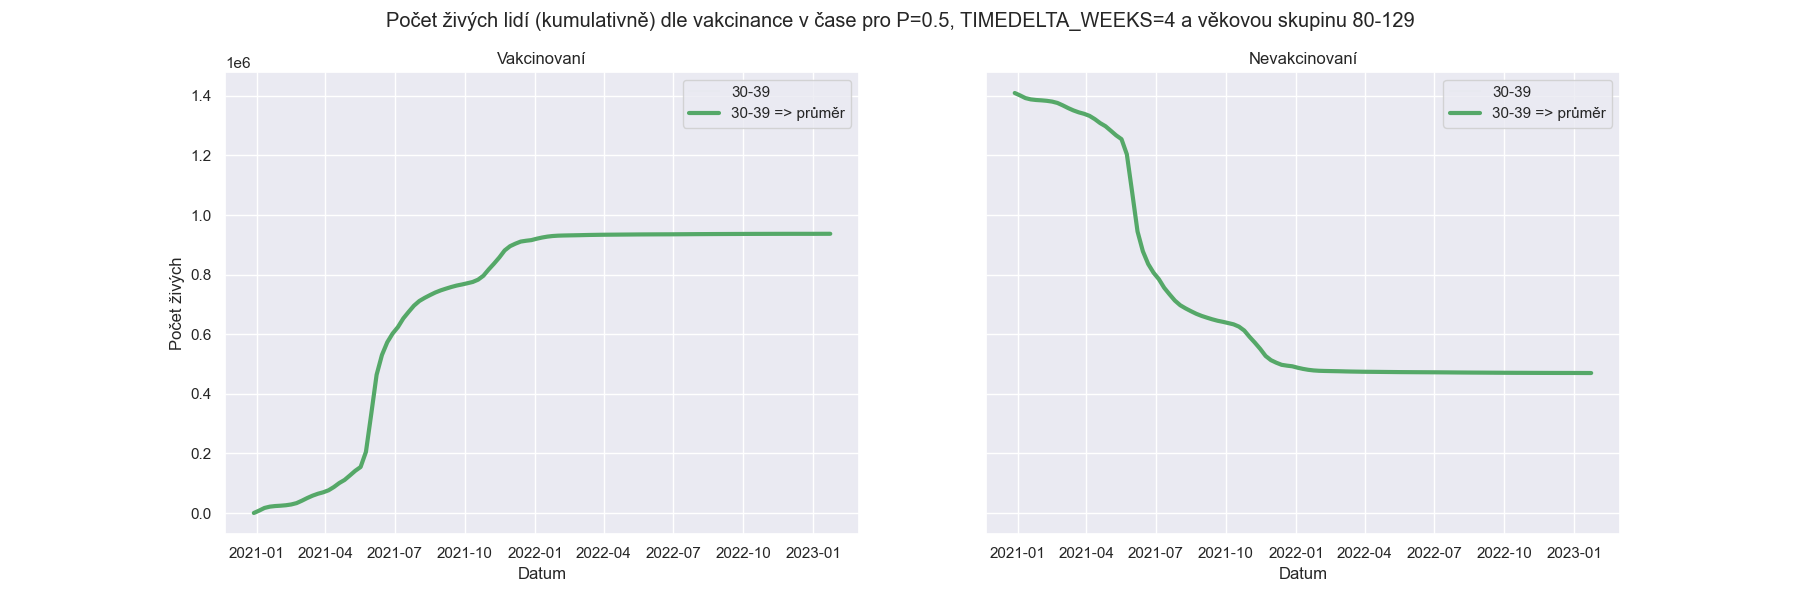 Počet živých lidí (kumulativně) dle vakcinance v čase pro P=0.5, TIMEDELTA_WEEKS=4 a věkovou skupinu 80-129
Vakcinovaní
1e6
1.4
1.2
1.0
0.8
0.6
0.4
0.2
0.0
Počet živých
30-39
30-39 => průměr
2021-01 2021-04 2021-07 2021-10 2022-01 2022-04 2022-07 2022-10 2023-01
Datum
Nevakcinovaní
30-39
30-39 => průměr
2021-01 2021-04 2021-07 2021-10 2022-01 2022-04 2022-07 2022-10 2023-01
Datum